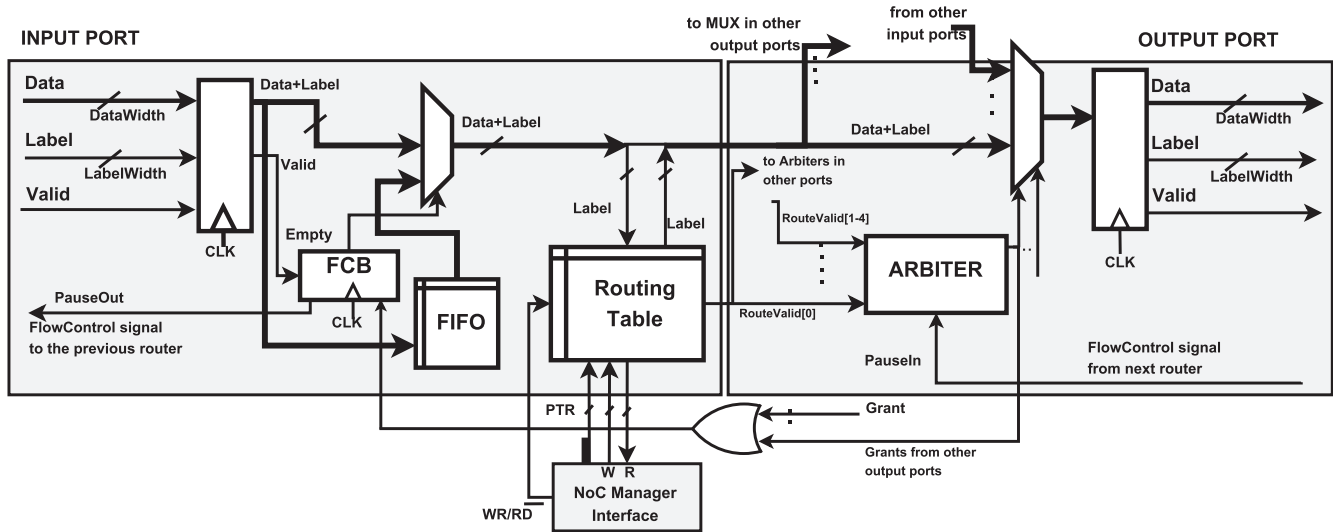 to MUX in other
output ports
from other
input ports
INPUT PORT
OUTPUT PORT
Data
DataWidth
Label
LabelWidth
Valid
CLK
Data+Label
Valid
Empty
FCB
CLK
FIFO
PauseOut
FlowControl signal
to the previous router
Data+Label
Label
Label
Routing
Table
Data+Label
to Arbiters in
other ports
RouteValid[1-4]
RouteValid[0]
ARBITER
PauseIn
FlowControl signal
from next router
Data
DataWidth
Label
LabelWidth
Valid
CLK
PTR
W R
NoC Manager
Interface
WR/RD
Grant
Grants from other
output ports